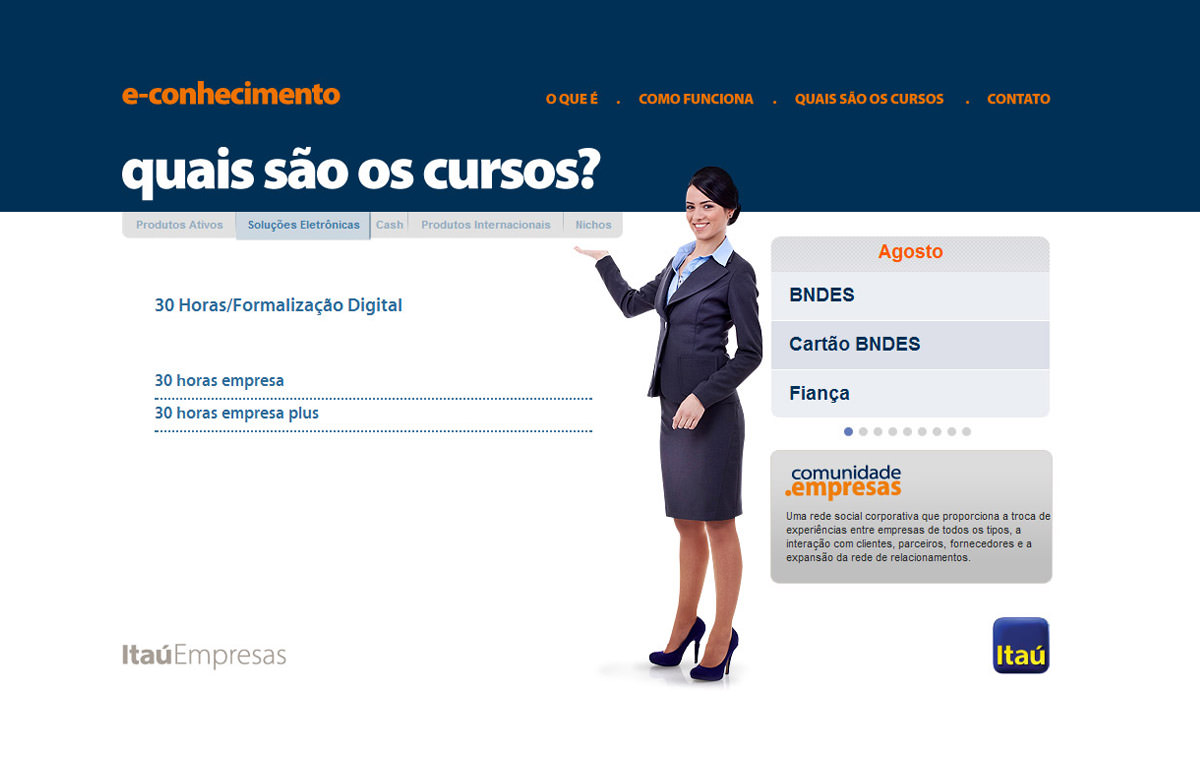 e-conhecimento
O QUE É . COMO FUNCIONA . QUAIS SÃO OS CURSOS . CONTATO
quais são os cursos?
Produtos Ativos Soluções Eletrônicas Cash Produtos Internacionais Nichos
30 Horas/Formalização Digital
30 horas empresa
30 horas empresa plus
Agosto
BNDES
Cartão BNDES
Fiança
comunidade
.empresas
Uma rede social corporativa que proporciona a troca de
experiências entre empresas de todos os tipos, a
interação com clientes, parceiros, fornecedores e a
expansão da rede de relacionamentos.
ItaúEmpresas
Itaú